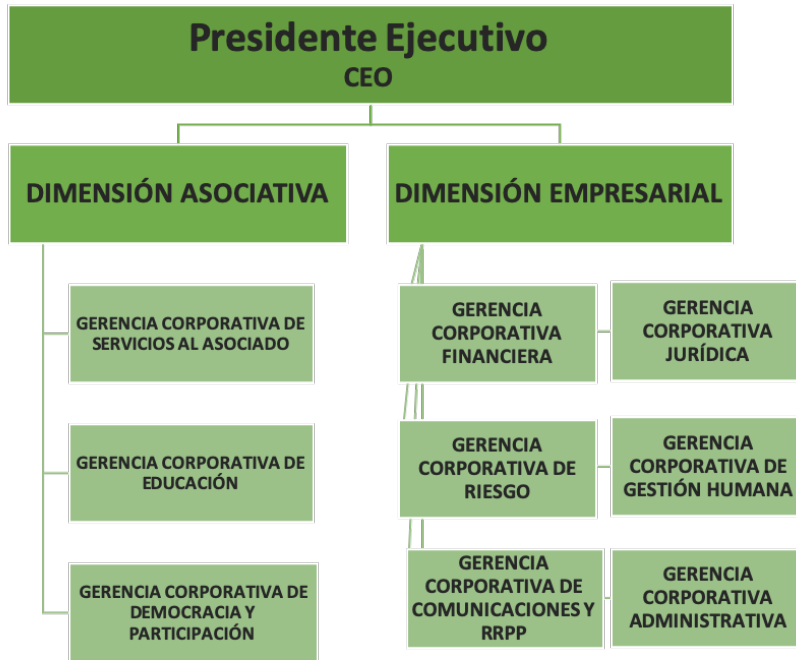 Presidente Ejecutivo
CEO
DIMENSIÓN ASOCIATIVA
GERENCIA CORPORATIVA DE
SERVICIOS AL ASOCIADO
GERENCIA CORPORATIVA DE
EDUCACIÓN
GERENCIA CORPORATIVA DE
DEMOCRACIA Y
PARTICIPACIÓN
DIMENSIÓN EMPRESARIAL
GERENCIA
CORPORATIVA
FINANCIERA
GERENCIA
CORPORATIVA
JURÍDICA
GERENCIA
CORPORATIVA DE
RIESGO
GERENCIA
CORPORATIVA DE
GESTIÓN HUMANA
GERENCIA
CORPORATIVA DE
COMUNICACIONES Y
RRPP
GERENCIA
CORPORATIVA
ADMINISTRATIVA